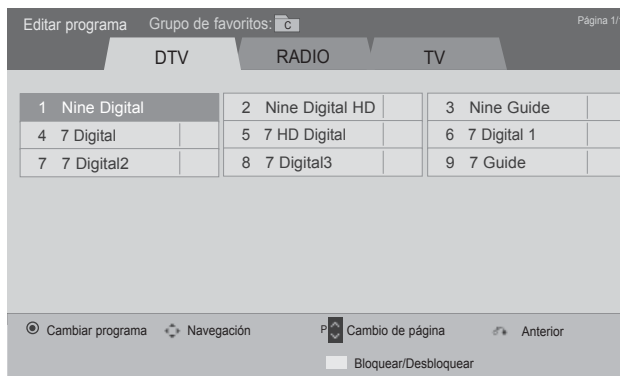 Editar programa Grupo de favoritos: C Página 1/
DTV RADIO TV
1 Nine Digital 2 Nine Digital HD 3 Nine Guide
4 7 Digital 5 7 HD Digital 6 7 Digital 1
7 7 Digital2 8 7 Digital3 9 7 Guide
Cambiar programa Navegación P Cambio de página Anterior
Bloquear/Desbloquear